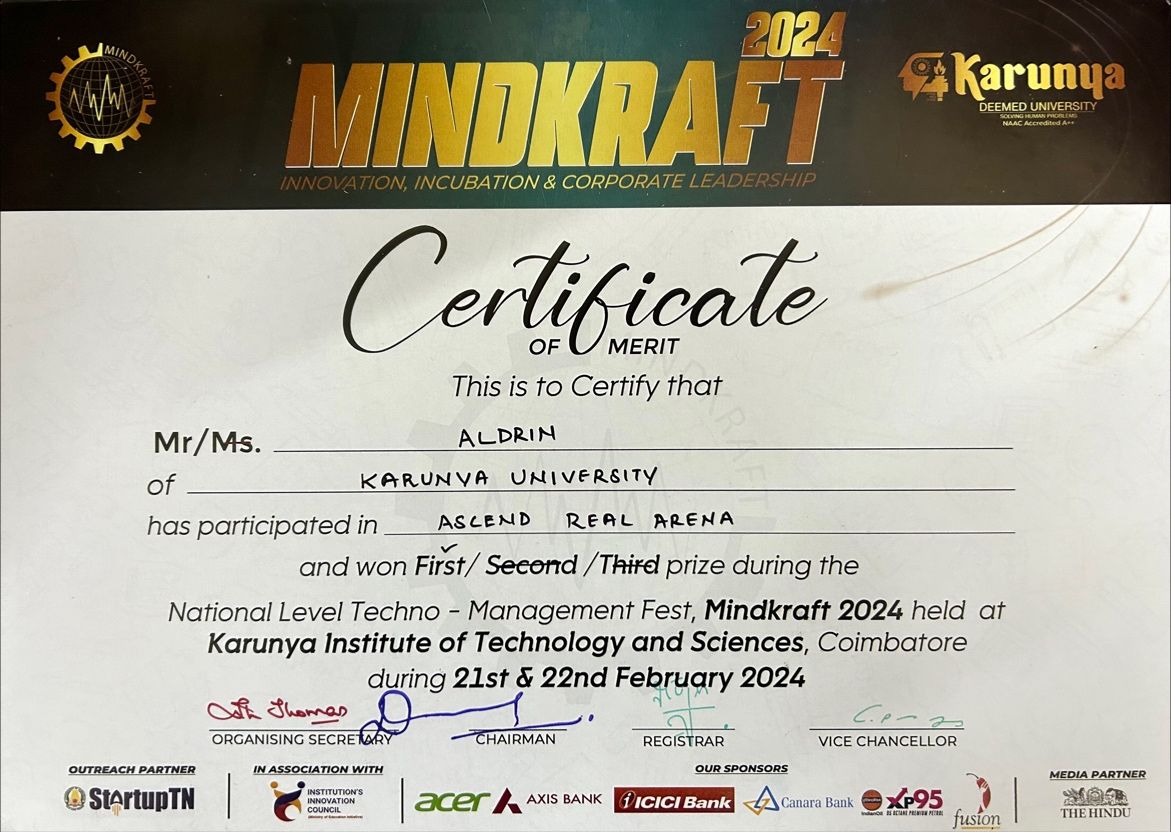 MINDKRAFT
2024
MINDKRAFT
INNOVATION, INCUBATION & CORPORATE LEADERSHIP
Karunya
DEEMED UNIVERSITY
SOLVING HUMAN PROBLEMS
NAAC Accredited A++
Certificate
OF MERIT
This is to Certify that
Mr/Ms. ALDRIN
of KARUNYA UNIVERSITY
has participated in ASCEND REAL ARENA
and won First/ Second /Third prize during the
National Level Techno - Management Fest, Mindkraft 2024 held at
Karunya Institute of Technology and Sciences, Coimbatore
during 21st & 22nd February 2024
Thomas
ORGANISING SECRETARY CHAIRMAN REGISTRAR VICE CHANCELLOR
OUTREACH PARTNER
StartupTN
IN ASSOCIATION WITH
INSTITUTION'S
INNOVATION
COUNCIL
(Ministry of Education Initiative)
OUR SPONSORS
acer AXIS BANK ICICI Bank Canara Bank IndianOil XP95 fusion
95 OCTANE PREMIUM PETROL
MEDIA PARTNER
THE HINDU